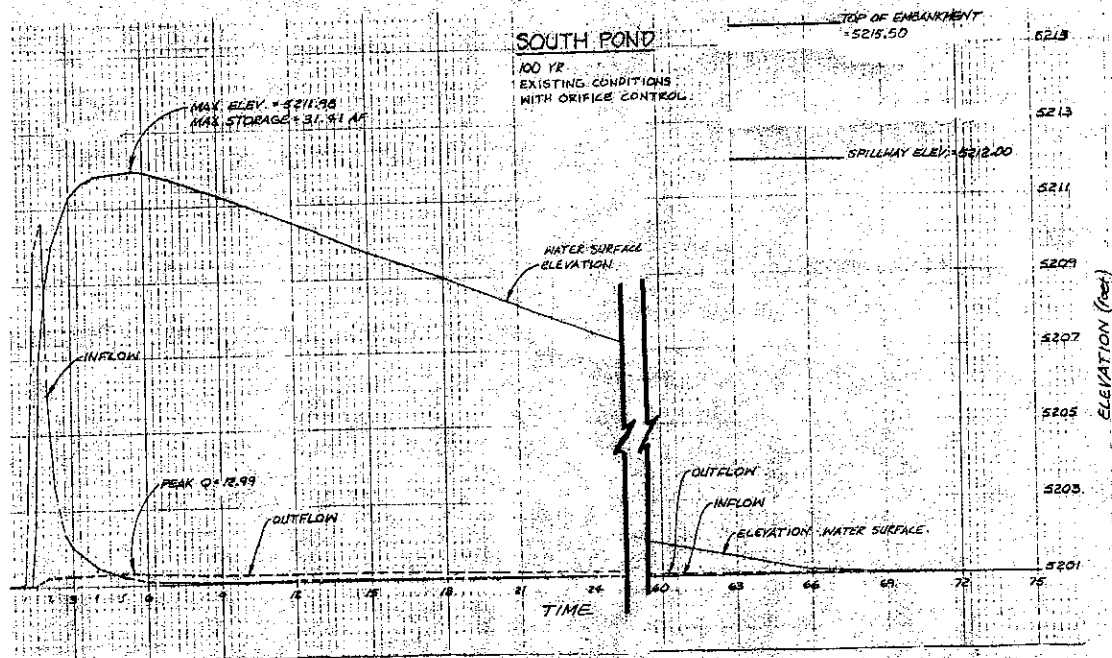 SOUTH POND
100 YR
EXISTING CONDITIONS
WITH ORIFICE CONTROL
TOP OF EMBANKMENT
=5215.50
SPILLWAY ELEV.=5212.00
MAX ELEV. = 5211.98
MAX STORAGE = 31.41 AF
WATER SURFACE
ELEVATION
INFLOW
PEAK Q=12.99
OUTFLOW
OUTFLOW
INFLOW
ELEVATION WATER SURFACE
5215
5213
5211
5209
5207
5205
5203
5201
ELEVATION (feet)
3 9 12 15 18 21 24 60 63 66 69 72 75
TIME